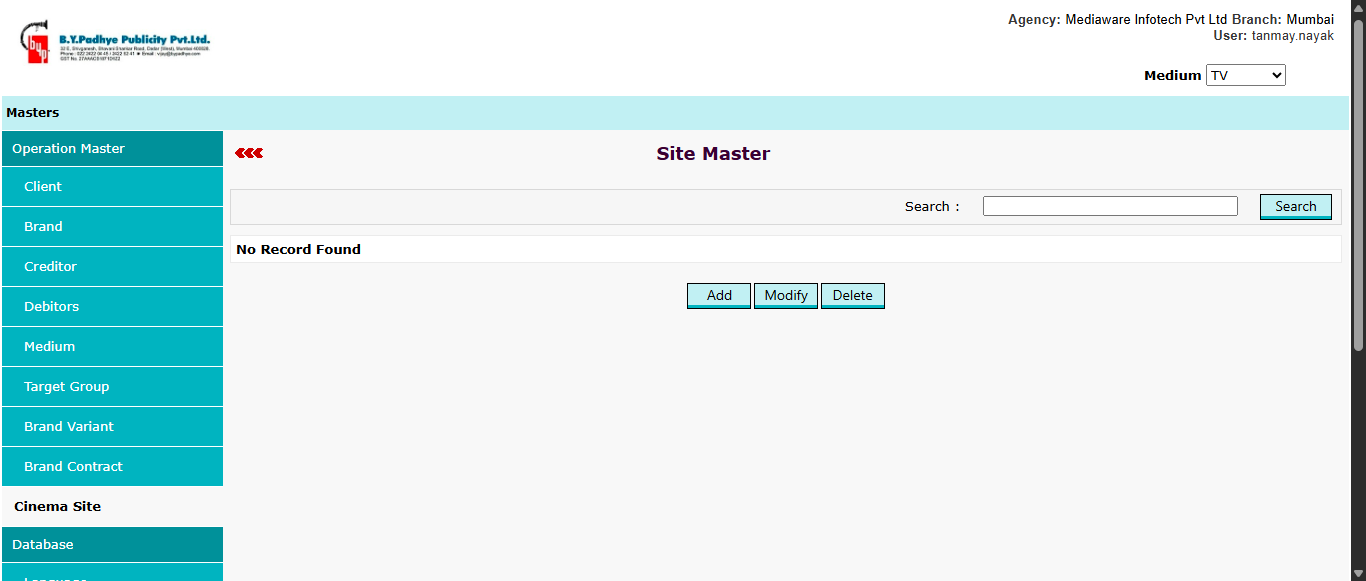 Agency: Mediaware Infotech Pvt Ltd Branch: Mumbai
User: tanmay.nayak
byp
B.Y.Padhye Publicity Pvt.Ltd.
Medium TV
Masters
Operation Master
Client
Brand
Creditor
Debitors
Medium
Target Group
Brand Variant
Brand Contract
Cinema Site
Database
Language
Site Master
Search : Search
No Record Found
Add Modify Delete